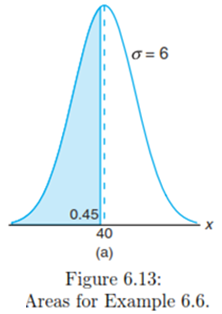 σ = 6
0.45
40
x
(a)
Figure 6.13:
Areas for Example 6.6.